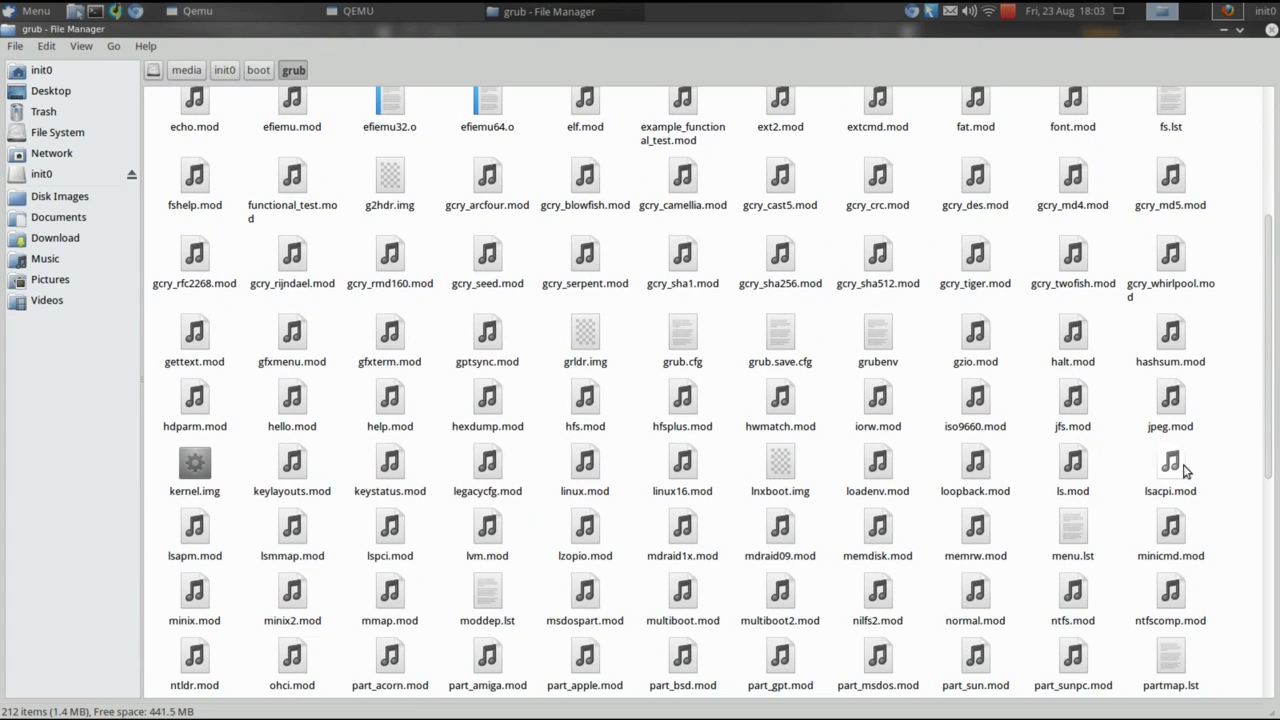 Menu Qemu QEMU grub - File Manager Fri, 23 Aug 18:03 init0
grub - File Manager
File Edit View Go Help
media init0 boot grub
init0
Desktop
Trash
File System
Network
init0
Disk Images
Documents
Download
Music
Pictures
Videos
echo.mod efiemu.mod efiemu32.o efiemu64.o elf.mod example_function ext2.mod extcmd.mod fat.mod font.mod fs.lst
al_test.mod
fshelp.mod functional_test.mo g2hdr.img gcry_arcfour.mod gcry_blowfish.mod gcry_camellia.mod gcry_cast5.mod gcry_crc.mod gcry_des.mod gcry_md4.mod gcry_md5.mod
d
gcry_rfc2268.mod gcry_rijndael.mod gcry_rmd160.mod gcry_seed.mod gcry_serpent.mod gcry_sha1.mod gcry_sha256.mod gcry_sha512.mod gcry_tiger.mod gcry_twofish.mod gcry_whirlpool.mo
d
gettext.mod gfxmenu.mod gfxterm.mod gptsync.mod grldr.img grub.cfg grub.save.cfg grubenv gzio.mod halt.mod hashsum.mod
hdparm.mod hello.mod help.mod hexdump.mod hfs.mod hfsplus.mod hwmatch.mod iorw.mod iso9660.mod jfs.mod jpeg.mod
kernel.img keylayouts.mod keystatus.mod legacycfg.mod linux.mod linux16.mod lnxboot.img loadenv.mod loopback.mod ls.mod lsacpi.mod
lsapm.mod lsmmap.mod lspci.mod lvm.mod lzopio.mod mdraid1x.mod mdraid09.mod memdisk.mod memrw.mod menu.lst minicmd.mod
minix.mod minix2.mod mmap.mod moddep.lst msdospart.mod multiboot.mod multiboot2.mod nilfs2.mod normal.mod ntfs.mod ntfscomp.mod
ntldr.mod ohci.mod part_acorn.mod part_amiga.mod part_apple.mod part_bsd.mod part_gpt.mod part_msdos.mod part_sun.mod part_sunpc.mod partmap.lst
212 items (1.4 MB), Free space: 441.5 MB